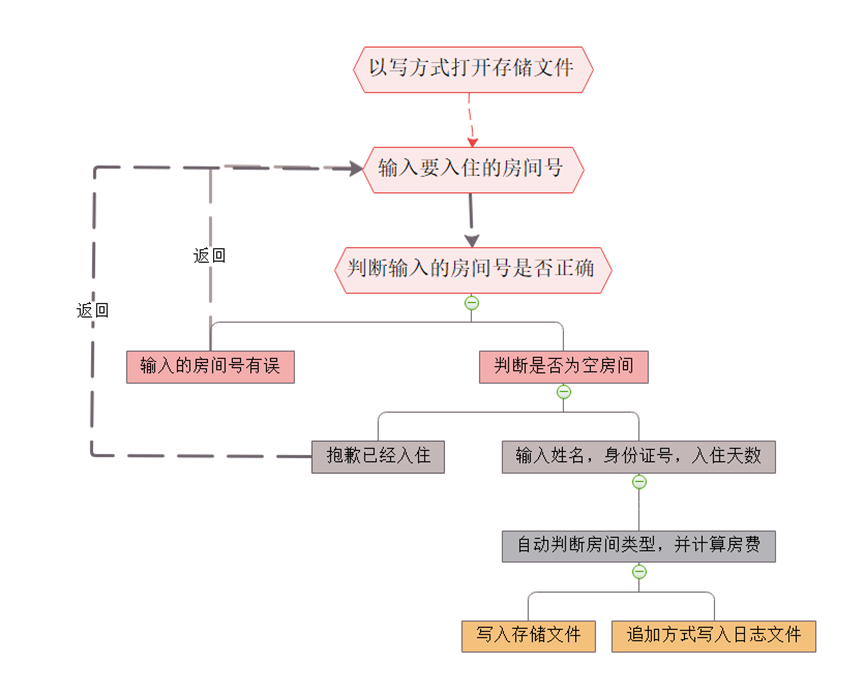 以写方式打开存储文件
输入要入住的房间号
返回
判断输入的房间号是否正确
返回
输入的房间号有误
判断是否为空房间
抱歉已经入住
输入姓名，身份证号，入住天数
自动判断房间类型，并计算房费
写入存储文件
追加方式写入日志文件